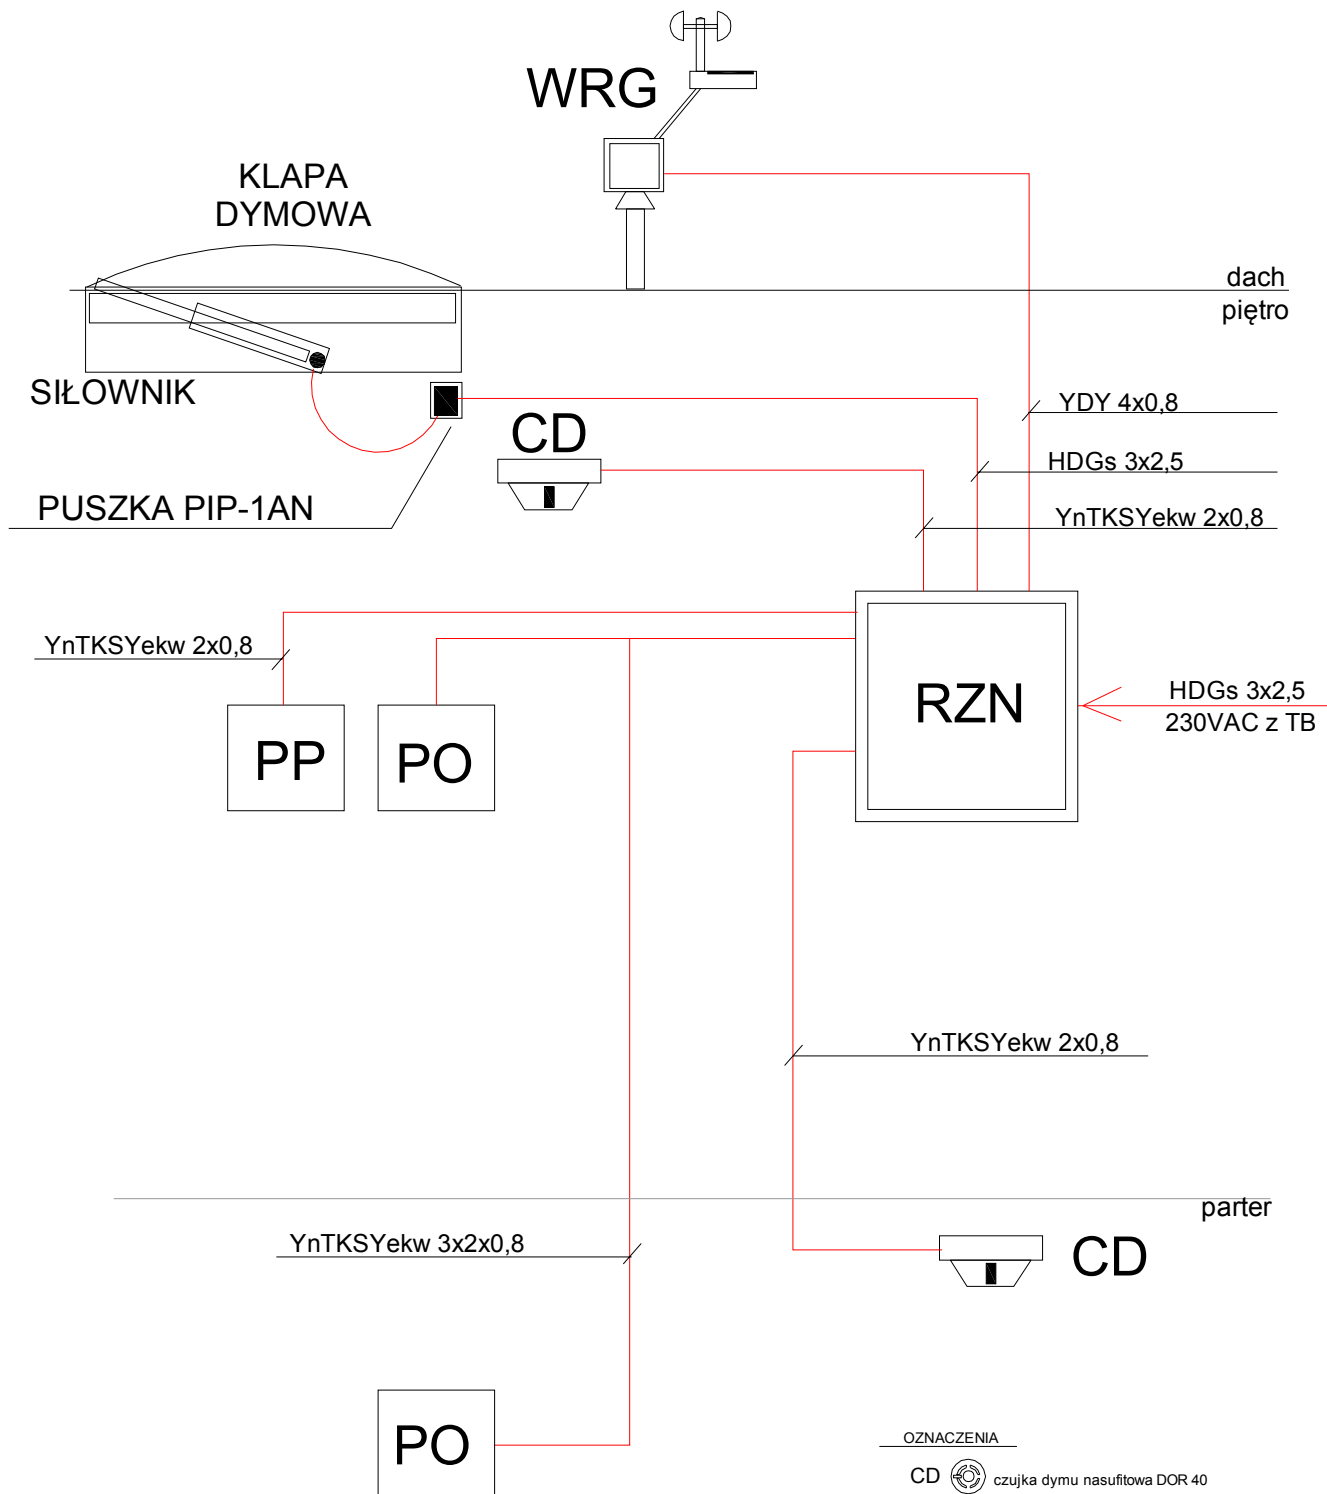 WRG
KLAPA
DYMOWA
dach
piętro
SIŁOWNIK
YDY 4x0,8
CD
HDGs 3x2,5
PUSZKA PIP-1AN
YnTKSYekw 2x0,8
YnTKSYekw 2x0,8
RZN
HDGs 3x2,5
230VAC z TB
PP
PO
YnTKSYekw 2x0,8
parter
YnTKSYekw 3x2x0,8
CD
PO
OZNACZENIA
CD czujka dymu nasufitowa DOR 40